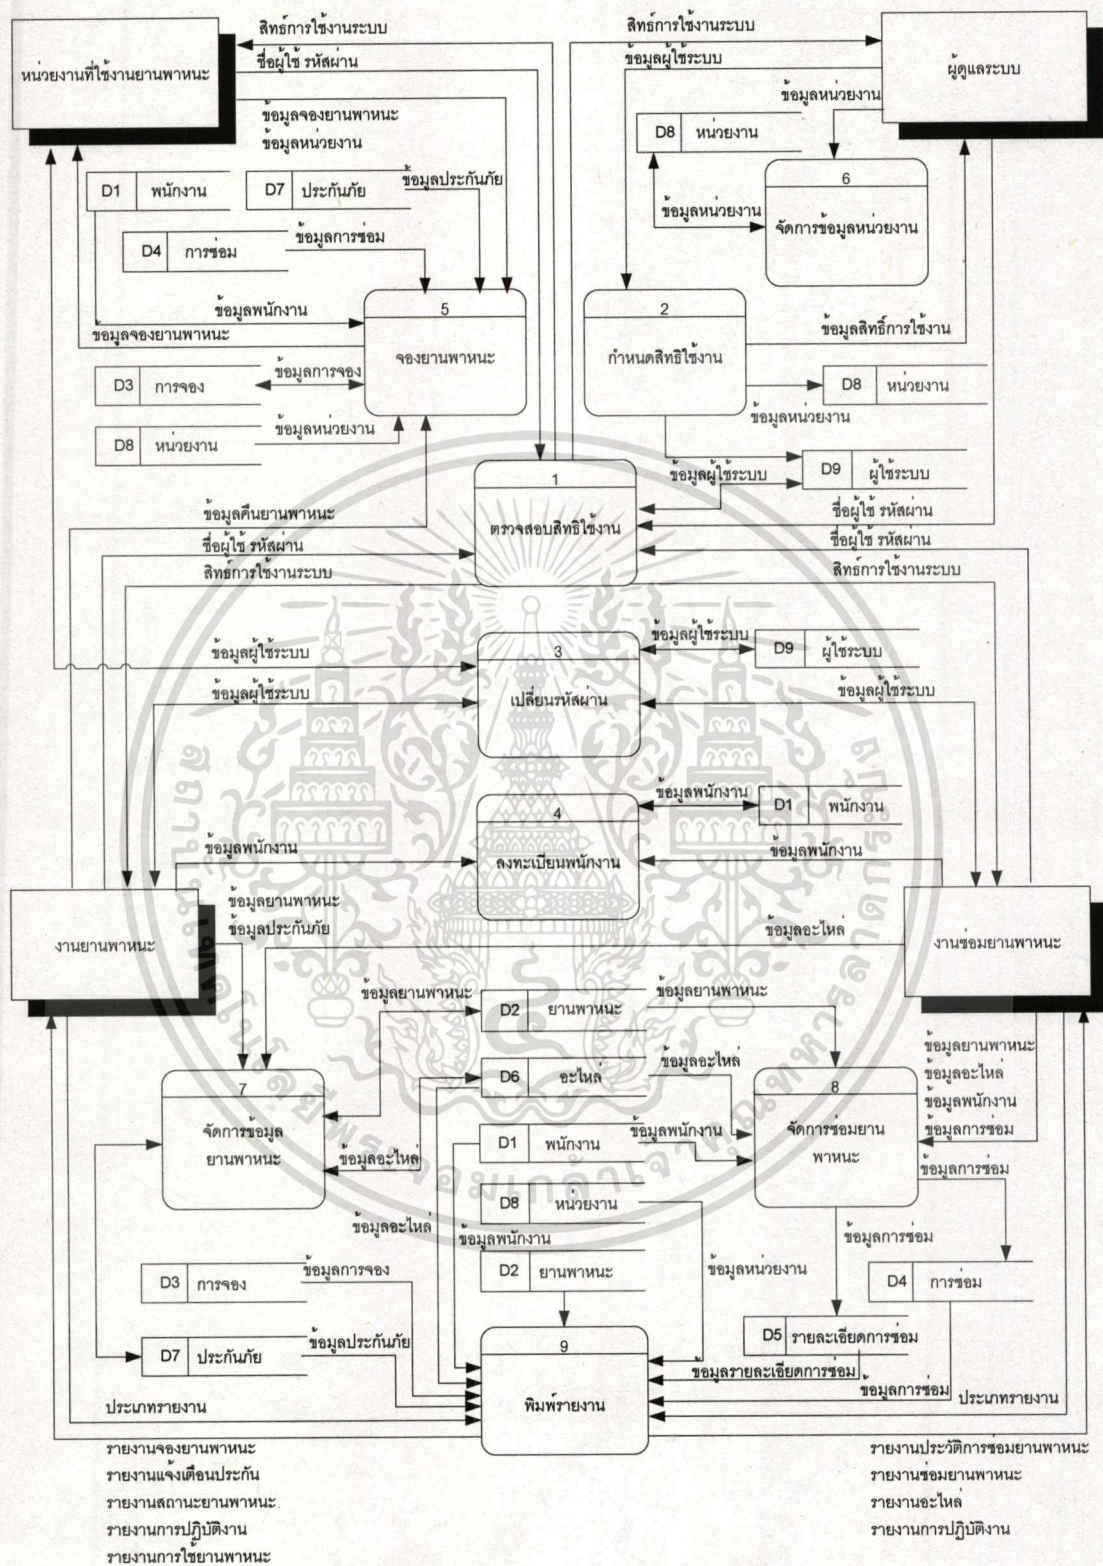 สิทธิ์การใช้งานระบบ
ชื่อผู้ใช้ รหัสผ่าน
หน่วยงานที่ใช้งานยานพาหนะ
ข้อมูลจองยานพาหนะ
ข้อมูลหน่วยงาน
สิทธิ์การใช้งานระบบ
ข้อมูลผู้ใช้ระบบ
ผู้ดูแลระบบ
ข้อมูลหน่วยงาน
D8 หน่วยงาน
D1 พนักงาน
D7 ประกันภัย
ข้อมูลประกันภัย
6
จัดการข้อมูลหน่วยงาน
ข้อมูลหน่วยงาน
D4 การซ่อม
ข้อมูลการซ่อม
ข้อมูลพนักงาน
ข้อมูลจองยานพาหนะ
5
จองยานพาหนะ
2
กำหนดสิทธิใช้งาน
ข้อมูลสิทธิ์การใช้งาน
D3 การจอง
ข้อมูลการจอง
D8 หน่วยงาน
ข้อมูลหน่วยงาน
D8 หน่วยงาน
ข้อมูลหน่วยงาน
1
ตรวจสอบสิทธิใช้งาน
ข้อมูลผู้ใช้ระบบ
D9 ผู้ใช้ระบบ
ข้อมูลคืนยานพาหนะ
ชื่อผู้ใช้ รหัสผ่าน
สิทธิ์การใช้งานระบบ
ชื่อผู้ใช้ รหัสผ่าน
ชื่อผู้ใช้ รหัสผ่าน
สิทธิ์การใช้งานระบบ
3
เปลี่ยนรหัสผ่าน
ข้อมูลผู้ใช้ระบบ
D9 ผู้ใช้ระบบ
ข้อมูลผู้ใช้ระบบ
ข้อมูลผู้ใช้ระบบ
ข้อมูลผู้ใช้ระบบ
4
ลงทะเบียนพนักงาน
ข้อมูลพนักงาน
D1 พนักงาน
ข้อมูลพนักงาน
ข้อมูลพนักงาน
งานยานพาหนะ
ข้อมูลยานพาหนะ
ข้อมูลประกันภัย
ข้อมูลอะไหล่
งานซ่อมยานพาหนะ
ข้อมูลยานพาหนะ
D2 ยานพาหนะ
ข้อมูลยานพาหนะ
D6 อะไหล่
ข้อมูลอะไหล่
ข้อมูลยานพาหนะ
ข้อมูลอะไหล่
ข้อมูลพนักงาน
ข้อมูลการซ่อม
7
จัดการข้อมูล
ยานพาหนะ
ข้อมูลอะไหล่
D1 พนักงาน
ข้อมูลพนักงาน
8
จัดการซ่อมยาน
พาหนะ
ข้อมูลการซ่อม
D8 หน่วยงาน
ข้อมูลอะไหล่
ข้อมูลพนักงาน
ข้อมูลการซ่อม
D3 การจอง
ข้อมูลการจอง
D2 ยานพาหนะ
ข้อมูลหน่วยงาน
D4 การซ่อม
D7 ประกันภัย
ข้อมูลประกันภัย
9
พิมพ์รายงาน
D5 รายละเอียดการซ่อม
ข้อมูลรายละเอียดการซ่อม
ข้อมูลการซ่อม
ประเภทรายงาน
ประเภทรายงาน
รายงานจองยานพาหนะ
รายงานแจ้งเตือนประกัน
รายงานสถานะยานพาหนะ
รายงานการปฏิบัติงาน
รายงานการใช้ยานพาหนะ
รายงานประวัติการซ่อมยานพาหนะ
รายงานซ่อมยานพาหนะ
รายงานอะไหล่
รายงานการปฏิบัติงาน
สถาบันเทคโนโลยีพระจอมเกล้าเจ้าคุณทหารลาดกระบัง